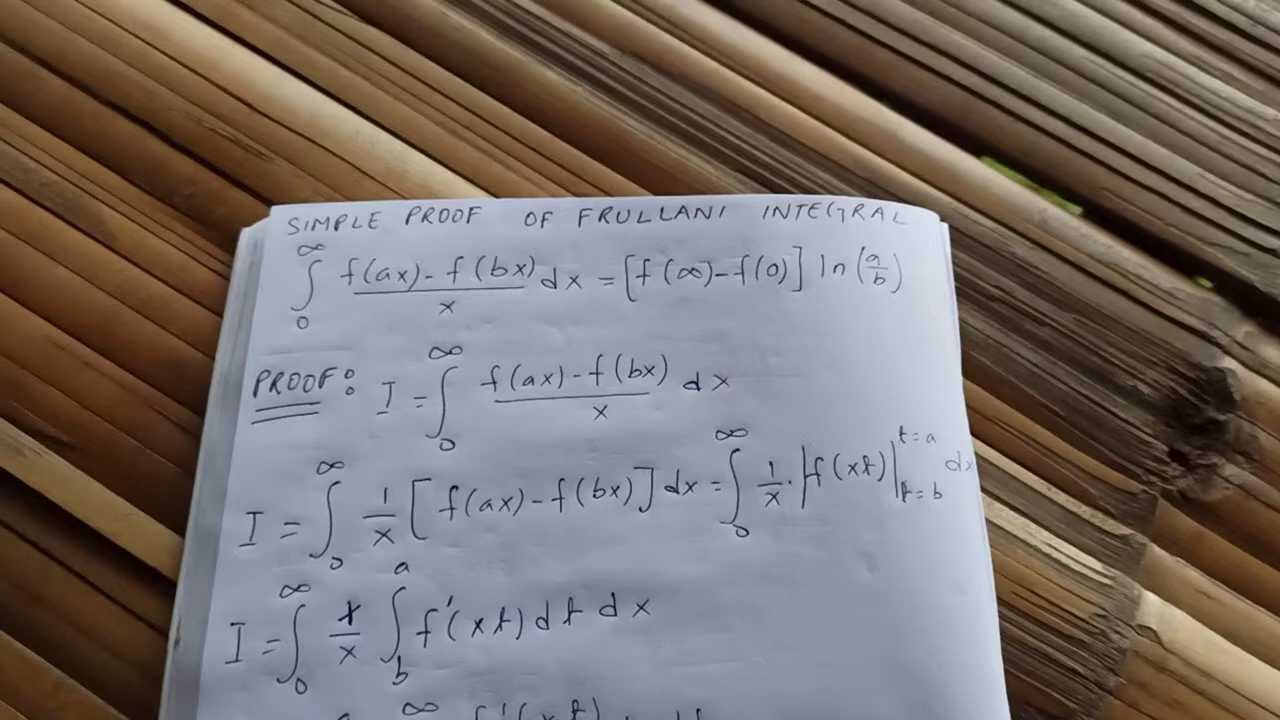 SIMPLE PROOF OF FRULLANI INTEGRAL
∫₀^∞ (f(ax)-f(bx))/x dx = [f(∞)-f(0)] ln(a/b)
PROOF: I = ∫₀^∞ (f(ax)-f(bx))/x dx
I = ∫₀^∞ 1/x [f(ax)-f(bx)] dx = ∫₀^∞ 1/x · |f(xt)|_{t=b}^{t=a} dx
I = ∫₀^∞ x/x ∫_b^a f'(xt) dt dx